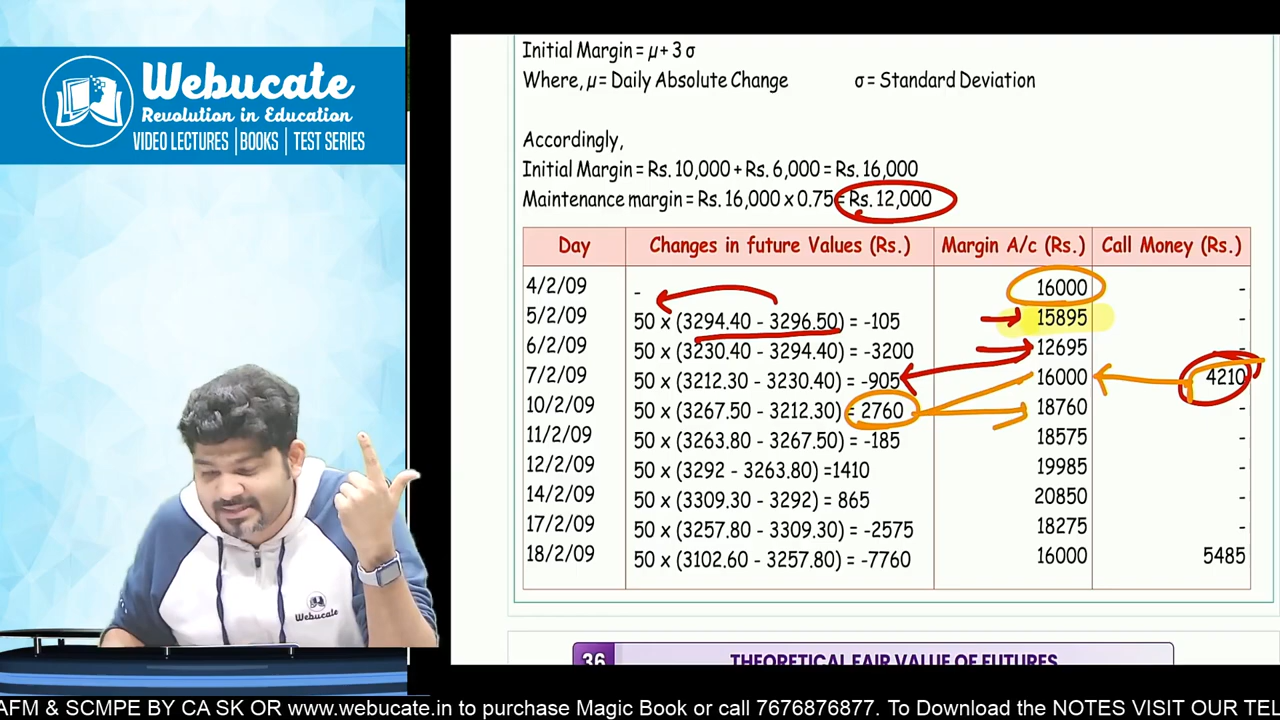 Webucate
Revolution in Education
VIDEO LECTURES | BOOKS | TEST SERIES
Initial Margin = µ + 3 σ
Where, µ = Daily Absolute Change σ = Standard Deviation
Accordingly,
Initial Margin = Rs. 10,000 + Rs. 6,000 = Rs. 16,000
Maintenance margin = Rs. 16,000 x 0.75 = Rs. 12,000
Day Changes in future Values (Rs.) Margin A/c (Rs.) Call Money (Rs.)
4/2/09 - 16000 -
5/2/09 50 x (3294.40 - 3296.50) = -105 15895 -
6/2/09 50 x (3230.40 - 3294.40) = -3200 12695 -
7/2/09 50 x (3212.30 - 3230.40) = -905 16000 4210
10/2/09 50 x (3267.50 - 3212.30) = 2760 18760 -
11/2/09 50 x (3263.80 - 3267.50) = -185 18575 -
12/2/09 50 x (3292 - 3263.80) =1410 19985 -
14/2/09 50 x (3309.30 - 3292) = 865 20850 -
17/2/09 50 x (3257.80 - 3309.30) = -2575 18275 -
18/2/09 50 x (3102.60 - 3257.80) = -7760 16000 5485
Webucate
36 THEORETICAL FAIR VALUE OF FUTURES
AFM & SCMPE BY CA SK OR www.webucate.in to purchase Magic Book or call 7676876877. To Download the NOTES VISIT OUR TEL